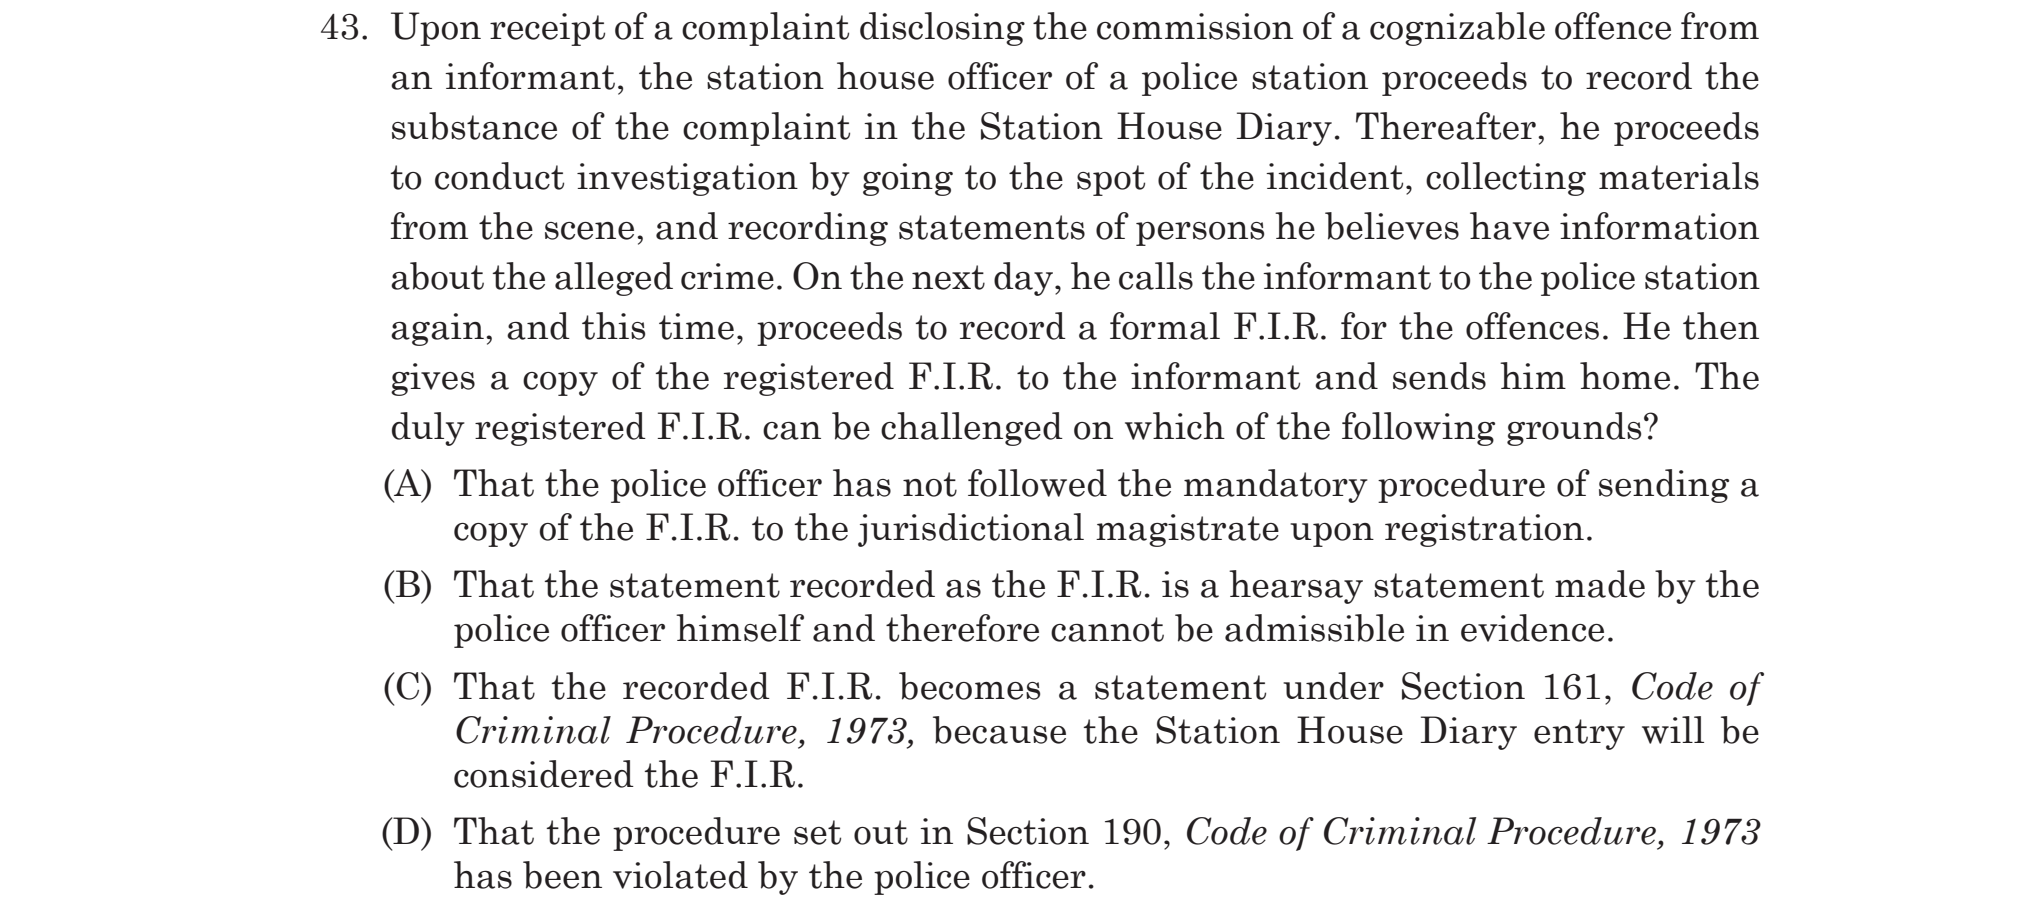 43. Upon receipt of a complaint disclosing the commission of a cognizable offence from
an informant, the station house officer of a police station proceeds to record the
substance of the complaint in the Station House Diary. Thereafter, he proceeds
to conduct investigation by going to the spot of the incident, collecting materials
from the scene, and recording statements of persons he believes have information
about the alleged crime. On the next day, he calls the informant to the police station
again, and this time, proceeds to record a formal F.I.R. for the offences. He then
gives a copy of the registered F.I.R. to the informant and sends him home. The
duly registered F.I.R. can be challenged on which of the following grounds?
(A) That the police officer has not followed the mandatory procedure of sending a
copy of the F.I.R. to the jurisdictional magistrate upon registration.
(B) That the statement recorded as the F.I.R. is a hearsay statement made by the
police officer himself and therefore cannot be admissible in evidence.
(C) That the recorded F.I.R. becomes a statement under Section 161, Code of
Criminal Procedure, 1973, because the Station House Diary entry will be
considered the F.I.R.
(D) That the procedure set out in Section 190, Code of Criminal Procedure, 1973
has been violated by the police officer.